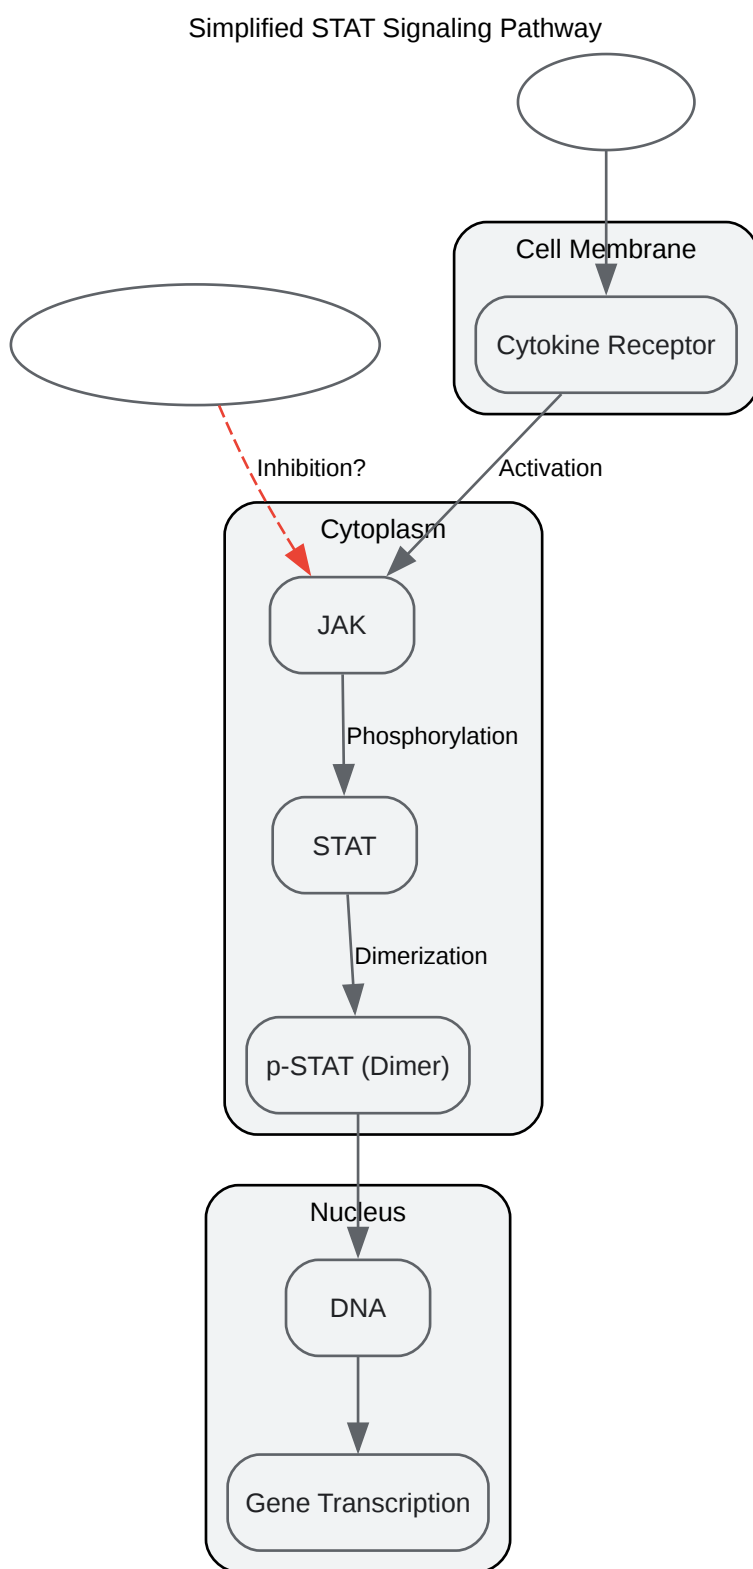 Simplified STAT Signaling Pathway
Cell Membrane
Cytokine Receptor
Inhibition?
Activation
Cytoplasm
JAK
Phosphorylation
STAT
Dimerization
p-STAT (Dimer)
Nucleus
DNA
Gene Transcription